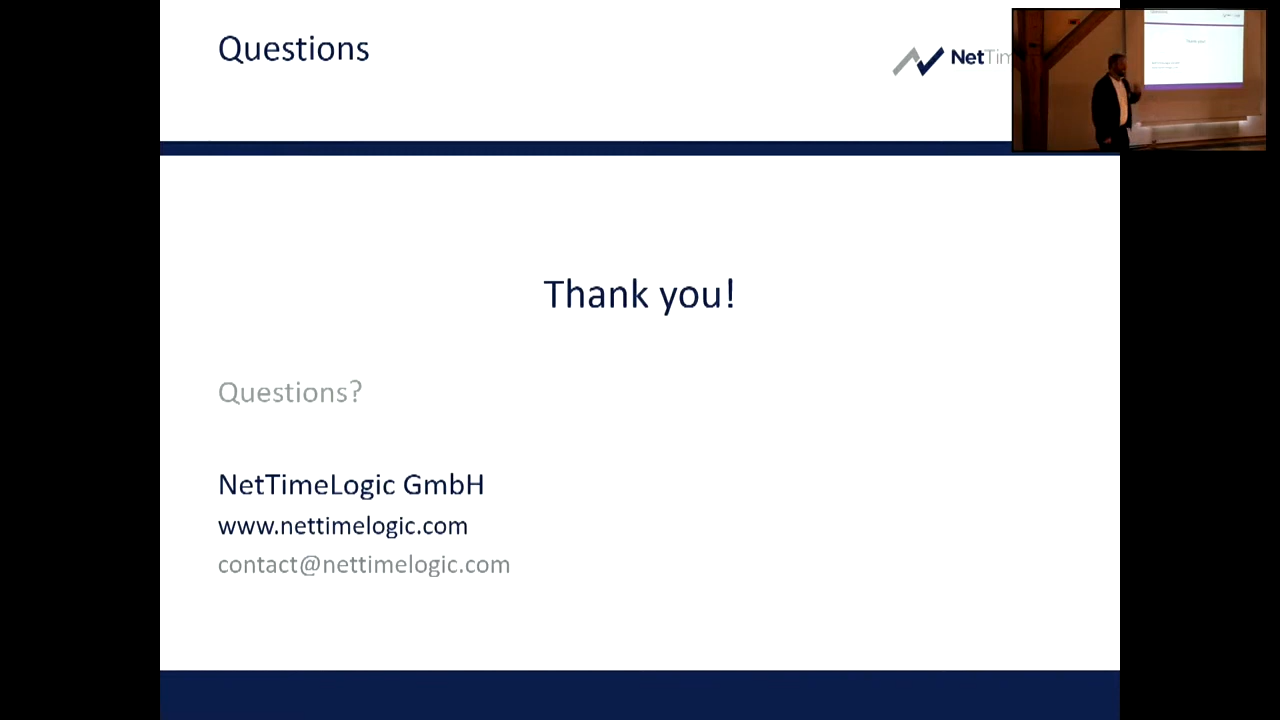 Questions
NetTim
Thank you!
Questions?
NetTimeLogic GmbH
www.nettimelogic.com
contact@nettimelogic.com